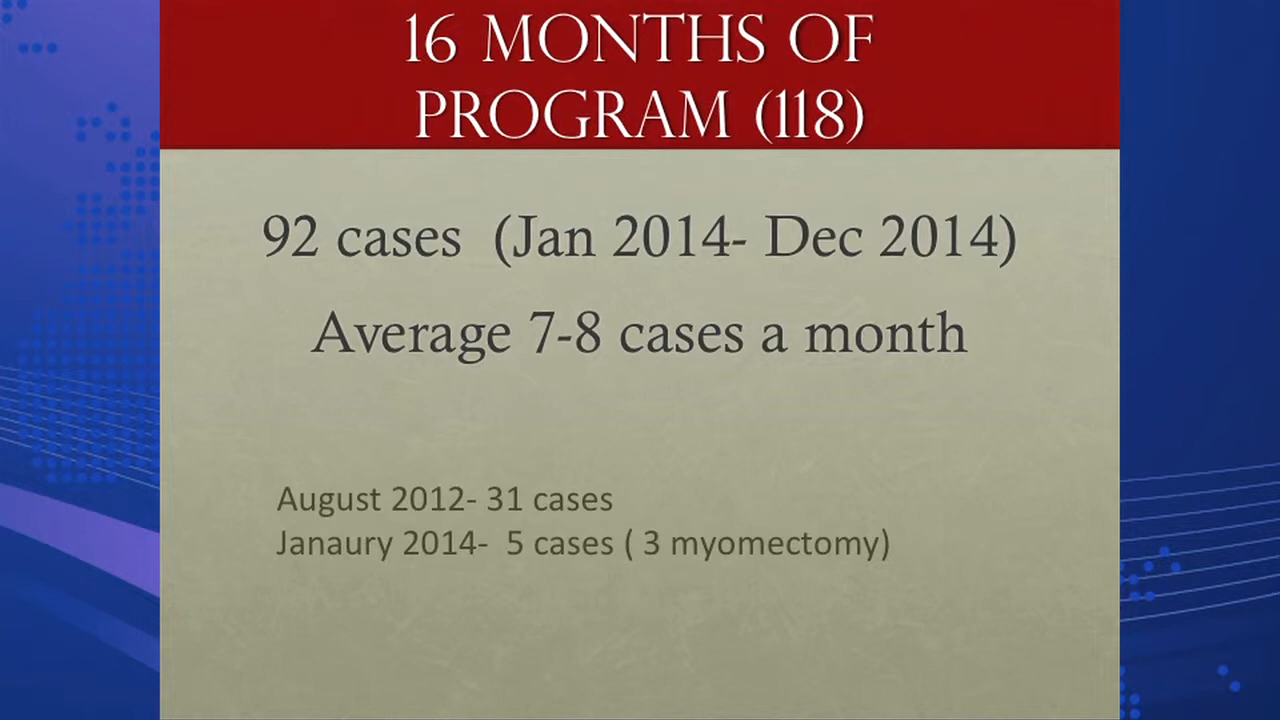 16 MONTHS OF
PROGRAM (118)
92 cases (Jan 2014- Dec 2014)
Average 7-8 cases a month
August 2012- 31 cases
Janaury 2014- 5 cases ( 3 myomectomy)